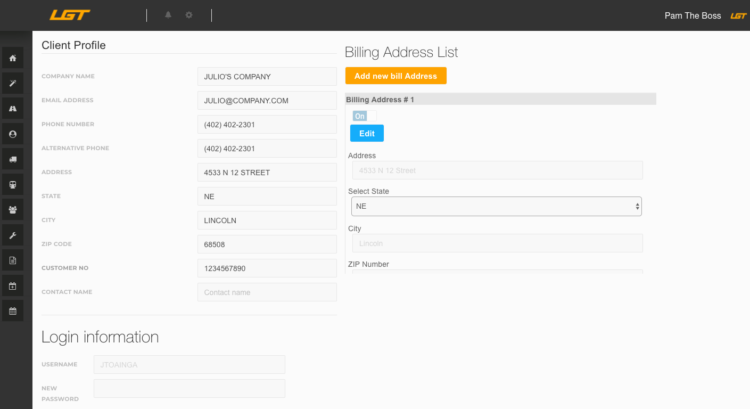 LGT
Pam The Boss LGT
Client Profile
COMPANY NAME JULIO'S COMPANY
EMAIL ADDRESS JULIO@COMPANY.COM
PHONE NUMBER (402) 402-2301
ALTERNATIVE PHONE (402) 402-2301
ADDRESS 4533 N 12 STREET
STATE NE
CITY LINCOLN
ZIP CODE 68508
CUSTOMER NO 1234567890
CONTACT NAME Contact name
Login information
USERNAME JTOAINGA
NEW
PASSWORD
Billing Address List
Add new bill Address
Billing Address # 1
On
Edit
Address
4533 N 12 Street
Select State
NE
City
Lincoln
ZIP Number